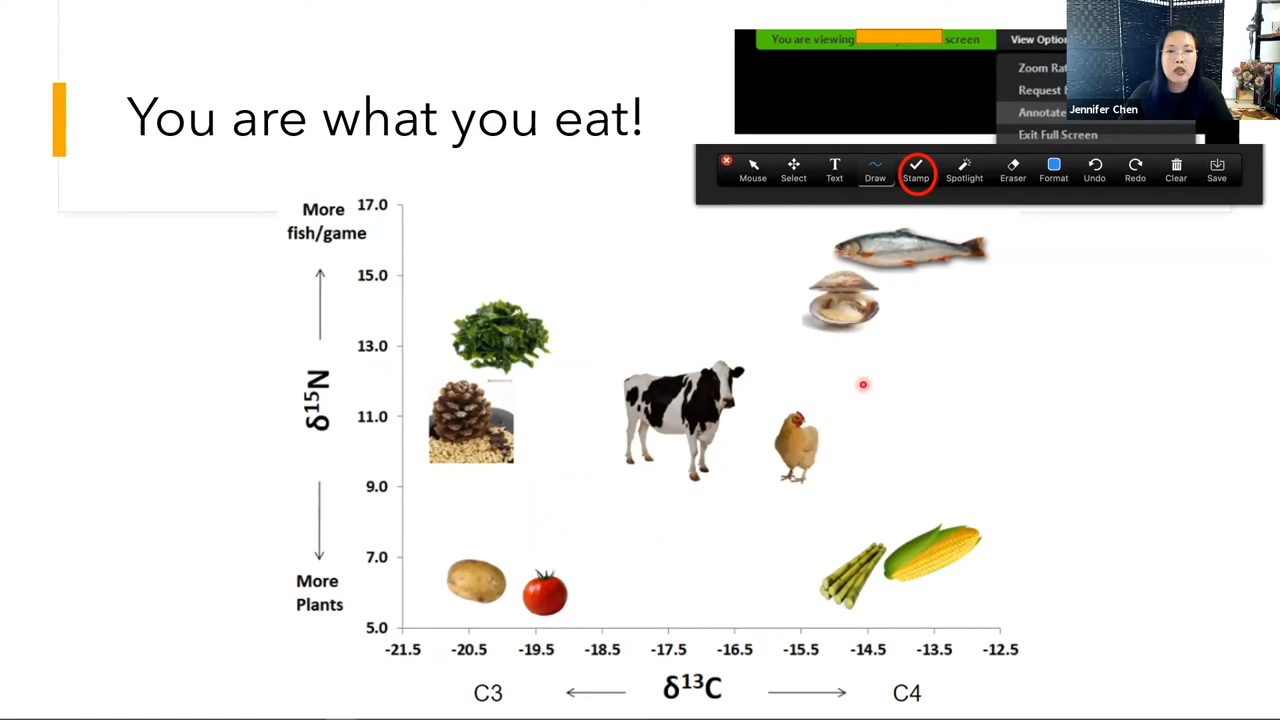 You are viewing
screen
View Optio
Zoom Rat
Request
Annotate
Exit Full Screen
Jennifer Chen
You are what you eat!
Mouse
Select
Text
Draw
Stamp
Spotlight
Eraser
Format
Undo
Redo
Clear
Save
More
fish/game
δ15N
More
Plants
17.0
15.0
13.0
11.0
9.0
7.0
5.0
-21.5
-20.5
-19.5
-18.5
-17.5
-16.5
-15.5
-14.5
-13.5
-12.5
C3
δ13C
C4